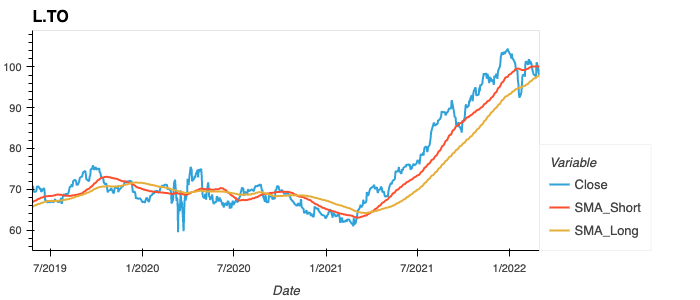 L.TO
100
90
80
70
60
7/2019
1/2020
7/2020
1/2021
7/2021
1/2022
Date
Variable
Close
SMA_Short
SMA_Long